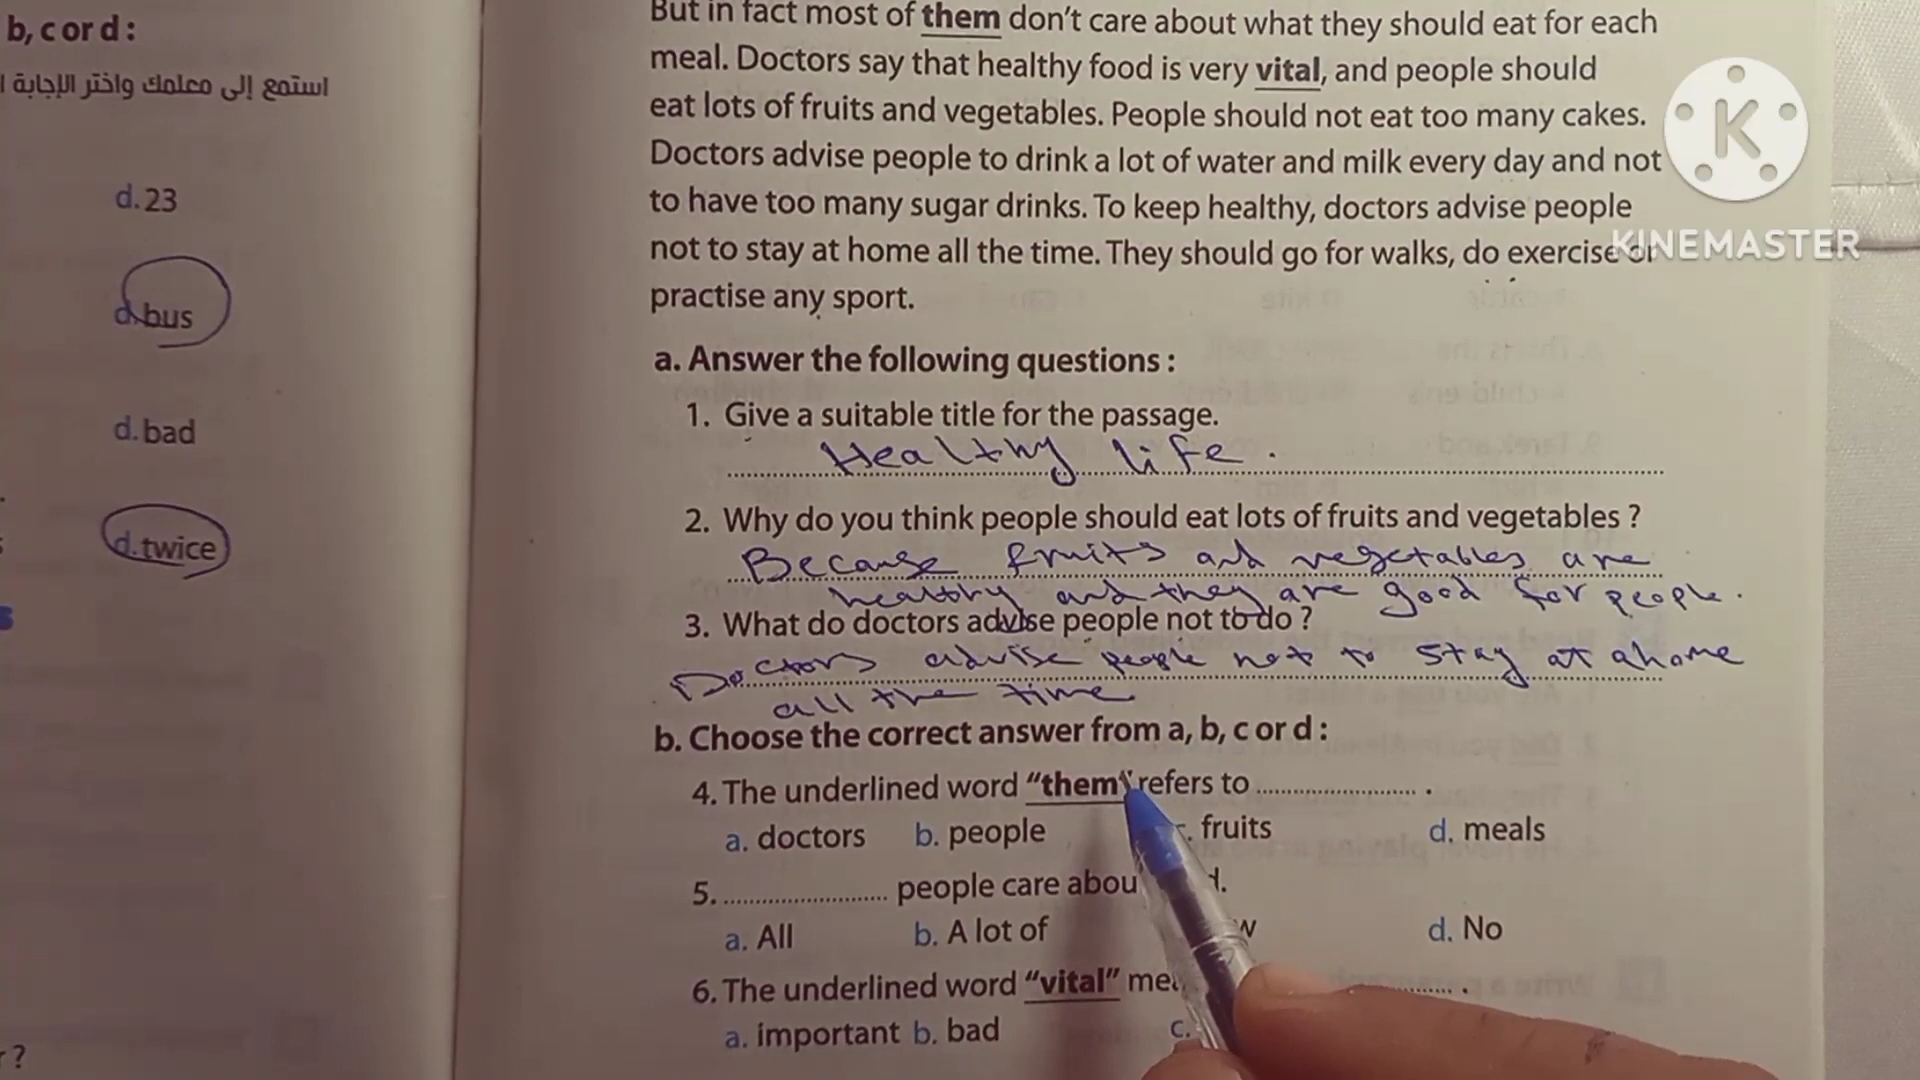 b, c or d :
استمع إلى معلمك واختر الإجابة
d. 23
d. bus
d. bad
d. twice
r ?
But in fact most of them don't care about what they should eat for each
meal. Doctors say that healthy food is very vital, and people should
eat lots of fruits and vegetables. People should not eat too many cakes.
Doctors advise people to drink a lot of water and milk every day and not
to have too many sugar drinks. To keep healthy, doctors advise people
not to stay at home all the time. They should go for walks, do exercise or
practise any sport.
K
KINEMASTER
a. Answer the following questions :
1. Give a suitable title for the passage.
Healthy life.
2. Why do you think people should eat lots of fruits and vegetables ?
Because fruits and vegetables are
healthy and they are good for people.
3. What do doctors advise people not to do ?
Doctors advise people not to stay at ahome
all the time
b. Choose the correct answer from a, b, c or d :
4. The underlined word "them" refers to .................... .
a. doctors b. people c. fruits d. meals
5. .................... people care abou d.
a. All b. A lot of w d. No
6. The underlined word "vital" mea .......... .
a. important b. bad c.